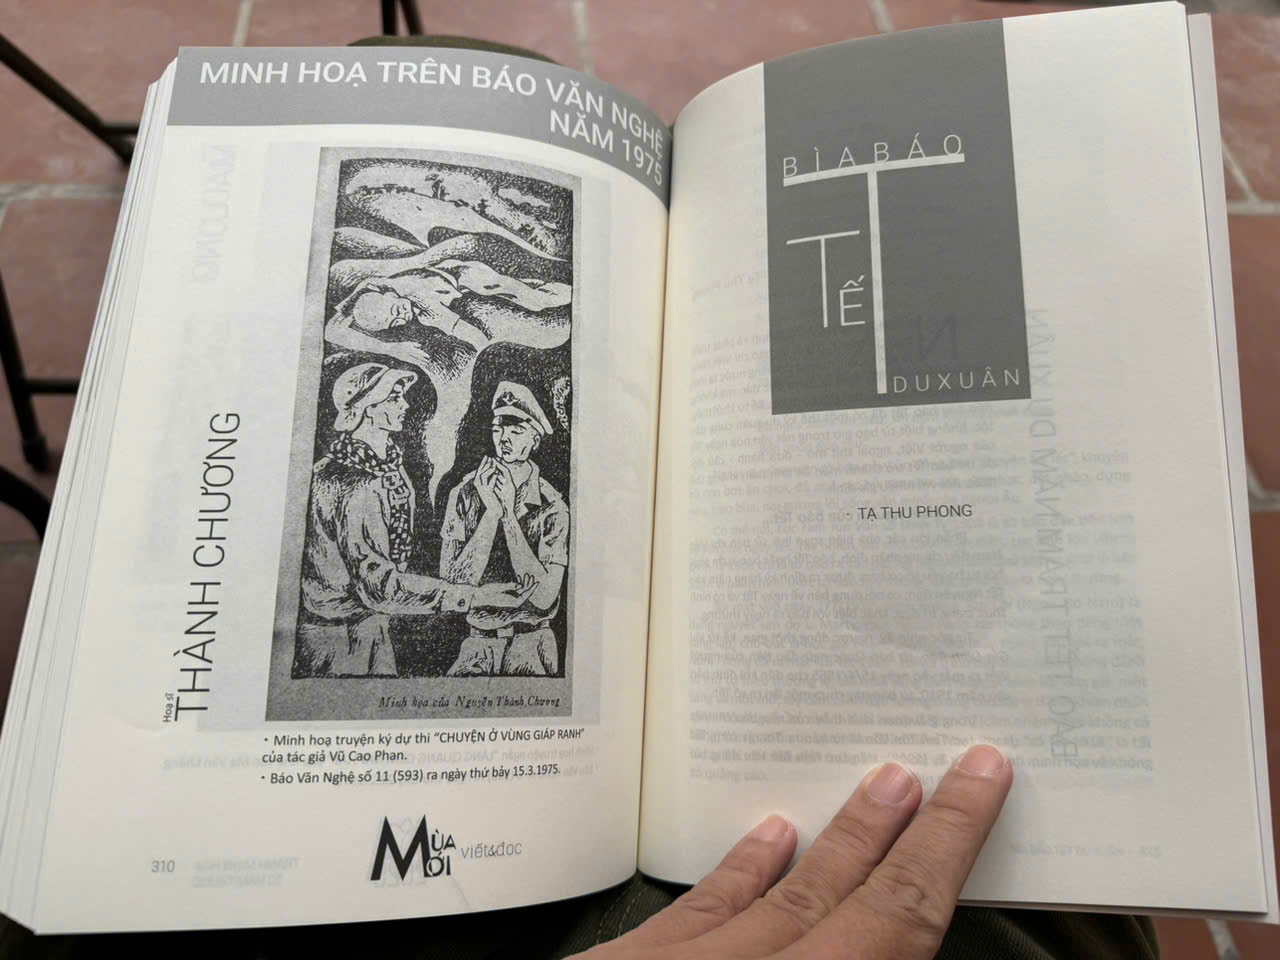 MINH HOẠ TRÊN BÁO VĂN NGHỆ
NĂM 1975
Hoạ sĩ
THÀNH CHƯƠNG
Minh họa của Nguyễn Thành Chương
• Minh hoạ truyện ký dự thi “CHUYỆN Ở VÙNG GIÁP RANH”
của tác giả Vũ Cao Phan.
• Báo Văn Nghệ số 11 (593) ra ngày thứ bảy 15.3.1975.
310
MÙA
MỚI
viết&đọc
BÌA BÁO
TẾT
DU XUÂN
• TẠ THU PHONG